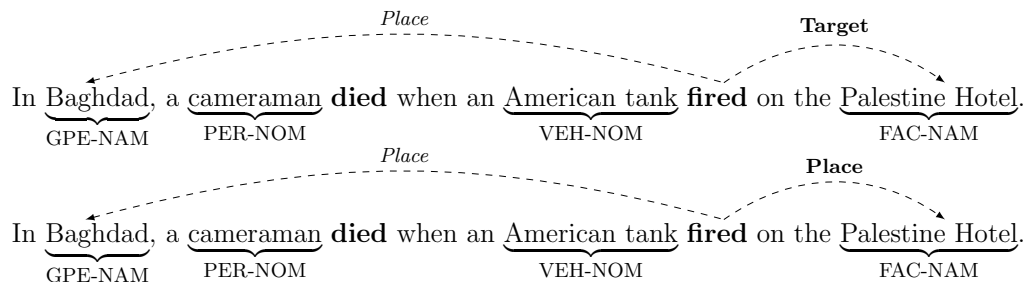 Place
Target
In Baghdad, a cameraman died when an American tank fired on the Palestine Hotel.
GPE-NAM PER-NOM VEH-NOM FAC-NAM
Place
Place
In Baghdad, a cameraman died when an American tank fired on the Palestine Hotel.
GPE-NAM PER-NOM VEH-NOM FAC-NAM